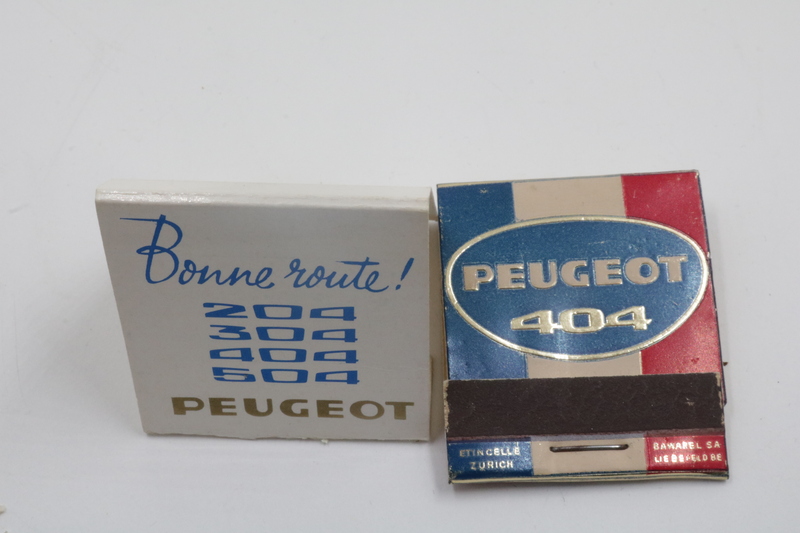 Bonne route!
204
304
404
504
PEUGEOT
PEUGEOT
404
ETINCELLE
ZURICH
BAWAREL SA
LIEBEFELD BE